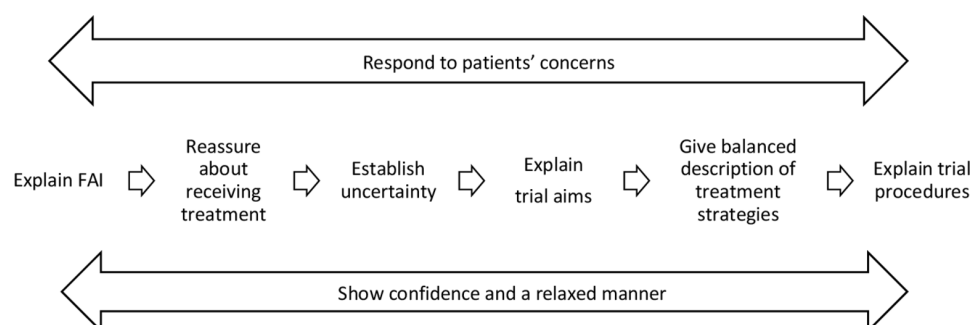 Respond to patients' concerns
Explain FAI
Reassure
about
receiving
treatment
Establish
uncertainty
Explain
trial aims
Give balanced
description of
treatment
strategies
Explain trial
procedures
Show confidence and a relaxed manner